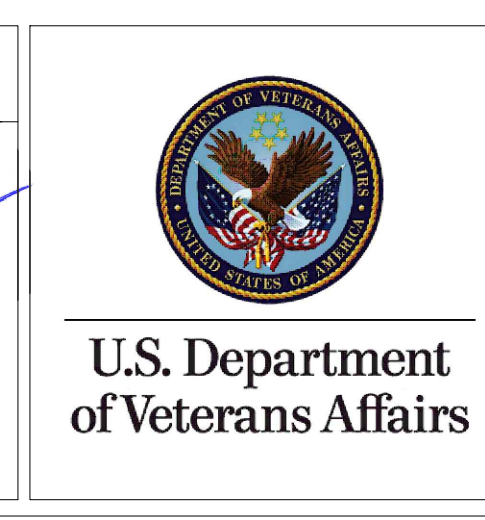 DEPARTMENT OF VETERANS AFFAIRS
UNITED STATES OF AMERICA
U.S. Department
of Veterans Affairs